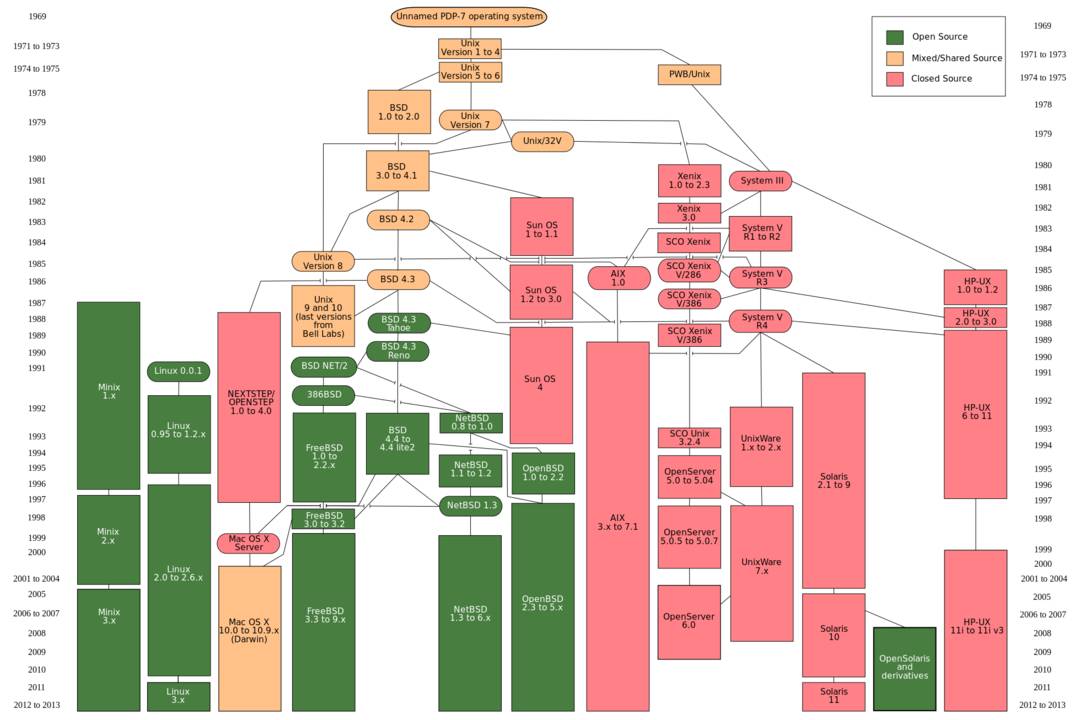 Unnamed PDP-7 operating system
1969
1971 to 1973
1974 to 1975
1978
1979
1980
1981
1982
1983
1984
1985
1986
1987
1988
1989
1990
1991
1992
1993
1994
1995
1996
1997
1998
1999
2000
2001 to 2004
2005
2006 to 2007
2008
2009
2010
2011
2012 to 2013
Open Source
Mixed/Shared Source
Closed Source
1969
1971 to 1973
1974 to 1975
1978
1979
1980
1981
1982
1983
1984
1985
1986
1987
1988
1989
1990
1991
1992
1993
1994
1995
1996
1997
1998
1999
2000
2001 to 2004
2005
2006 to 2007
2008
2009
2010
2011
2012 to 2013
Unix
Version 1 to 4
Unix
Version 5 to 6
PWB/Unix
BSD
1.0 to 2.0
Unix
Version 7
Unix/32V
BSD
3.0 to 4.1
Xenix
1.0 to 2.3
System III
Xenix
3.0
BSD 4.2
Sun OS
1 to 1.1
System V
R1 to R2
SCO Xenix
Unix
Version 8
SCO Xenix
V/286
AIX
1.0
System V
R3
BSD 4.3
HP-UX
1.0 to 1.2
Sun OS
1.2 to 3.0
Unix
9 and 10
(last versions
from
Bell Labs)
SCO Xenix
V/386
HP-UX
2.0 to 3.0
BSD 4.3
Tahoe
System V
R4
SCO Xenix
V/386
BSD 4.3
Reno
BSD NET/2
Linux 0.0.1
Sun OS
4
Minix
1.x
NEXTSTEP/
OPENSTEP
1.0 to 4.0
386BSD
HP-UX
6 to 11
NetBSD
0.8 to 1.0
Linux
0.95 to 1.2.x
BSD
4.4 to
4.4 lite2
SCO Unix
3.2.4
UnixWare
1.x to 2.x
FreeBSD
1.0 to
2.2.x
NetBSD
1.1 to 1.2
OpenBSD
1.0 to 2.2
OpenServer
5.0 to 5.04
Solaris
2.1 to 9
NetBSD 1.3
FreeBSD
3.0 to 3.2
AIX
3.x to 7.1
Minix
2.x
OpenServer
5.0.5 to 5.0.7
Mac OS X
Server
Linux
2.0 to 2.6.x
UnixWare
7.x
OpenBSD
2.3 to 5.x
Minix
3.x
FreeBSD
3.3 to 9.x
NetBSD
1.3 to 6.x
OpenServer
6.0
Mac OS X
10.0 to 10.9.x
(Darwin)
Solaris
10
HP-UX
11i to 11i v3
OpenSolaris
and
derivatives
Linux
3.x
Solaris
11